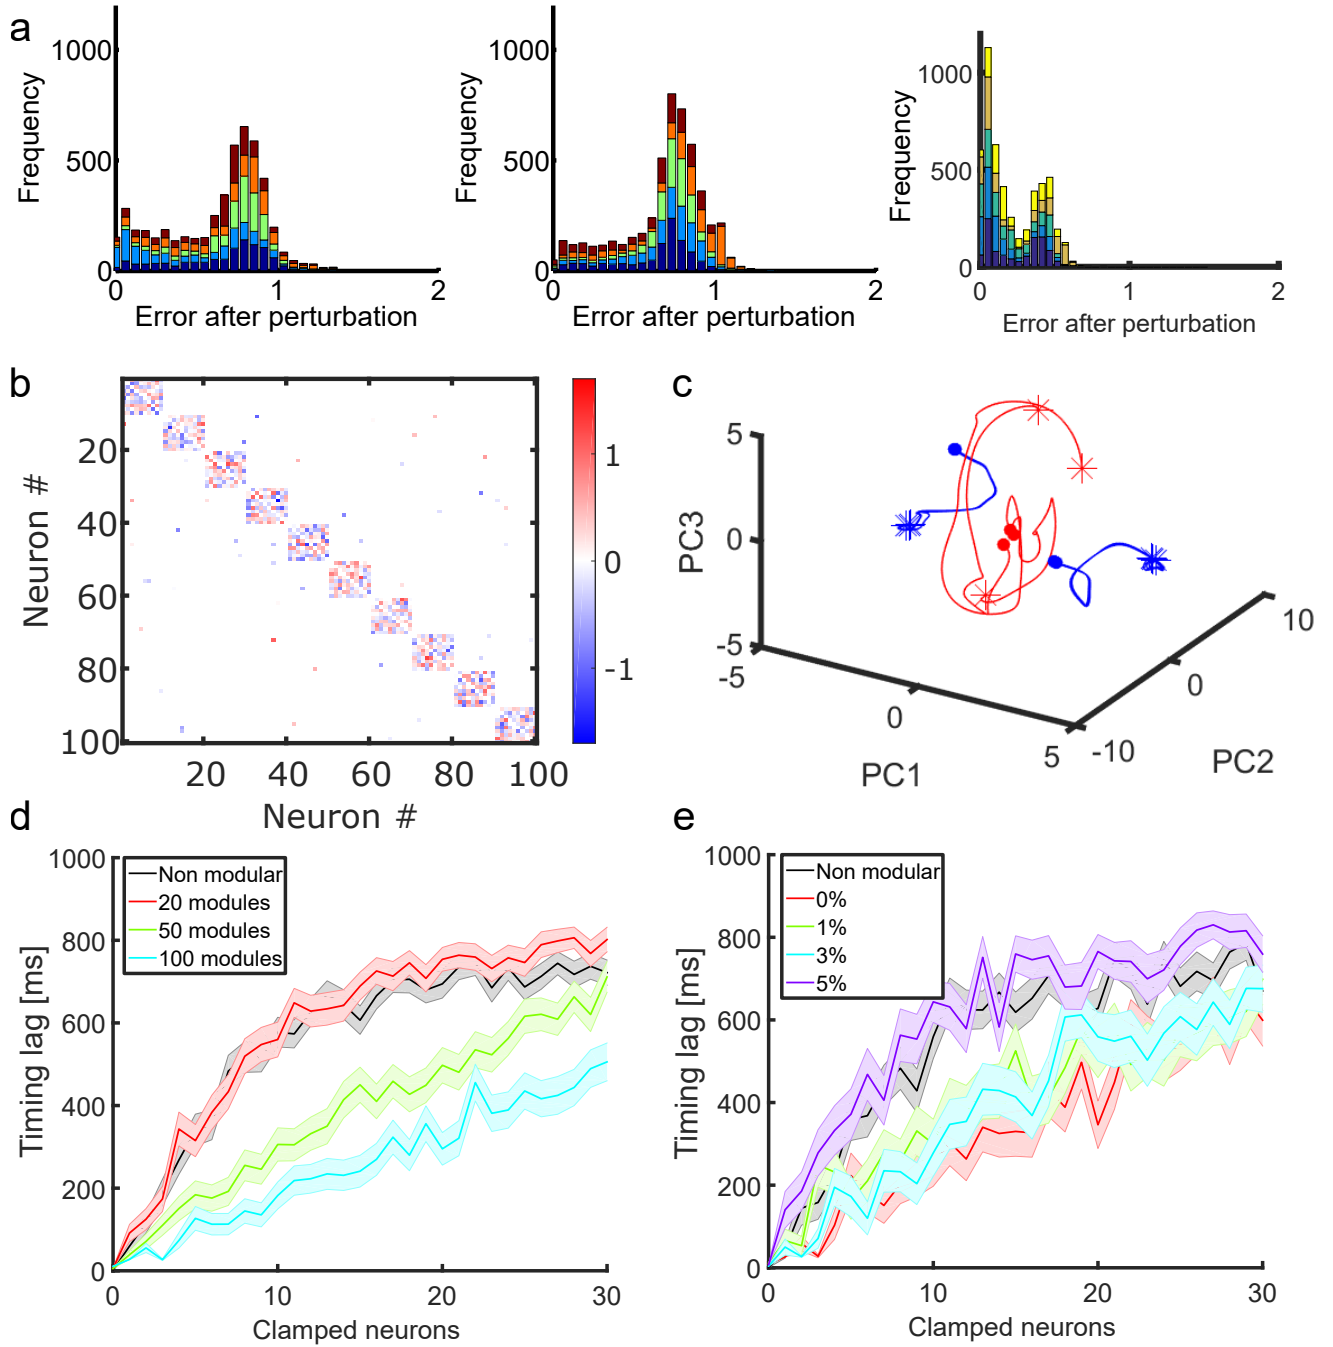 a
1000
500
0
Frequency
0
1
2
Error after perturbation
1000
500
0
Frequency
0
1
2
Error after perturbation
1000
500
0
Frequency
0
1
2
Error after perturbation
b
20
40
60
80
100
Neuron #
20
40
60
80
100
Neuron #
1
0
-1
c
5
0
-5
PC3
-5
0
5
PC1
-10
0
10
PC2
d
1000
800
600
400
200
0
Timing lag [ms]
Non modular
20 modules
50 modules
100 modules
0
10
20
30
Clamped neurons
e
1000
800
600
400
200
0
Timing lag [ms]
Non modular
0%
1%
3%
5%
0
10
20
30
Clamped neurons